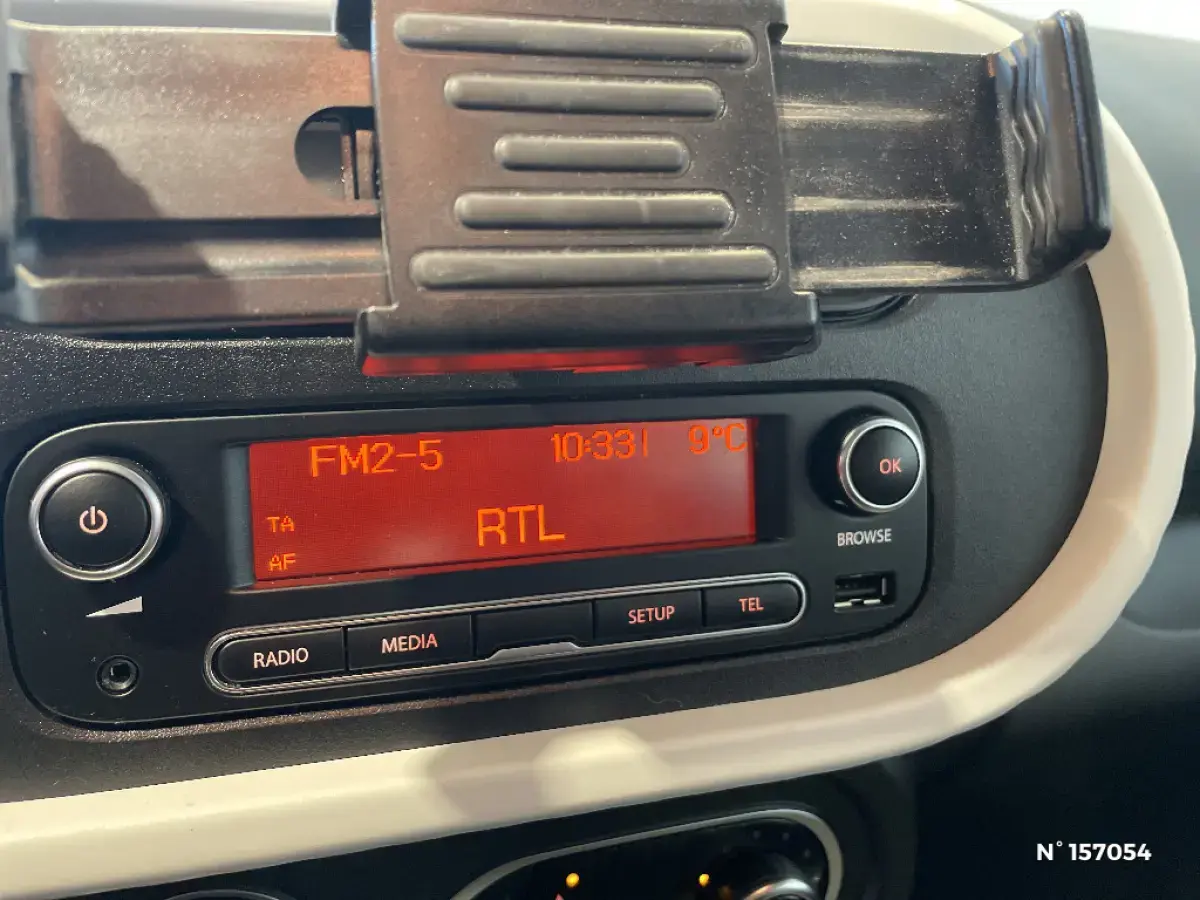 FM2-5 10:33 9°C
TA
RTL
AF
OK
BROWSE
RADIO MEDIA SETUP TEL
N°157054